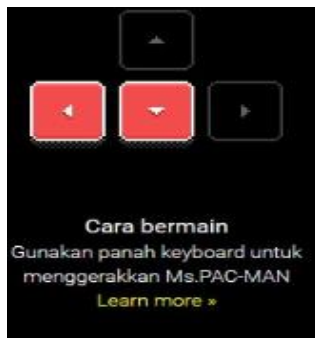 Cara bermain
Gunakan panah keyboard untuk
menggerakkan Ms.PAC-MAN
Learn more »